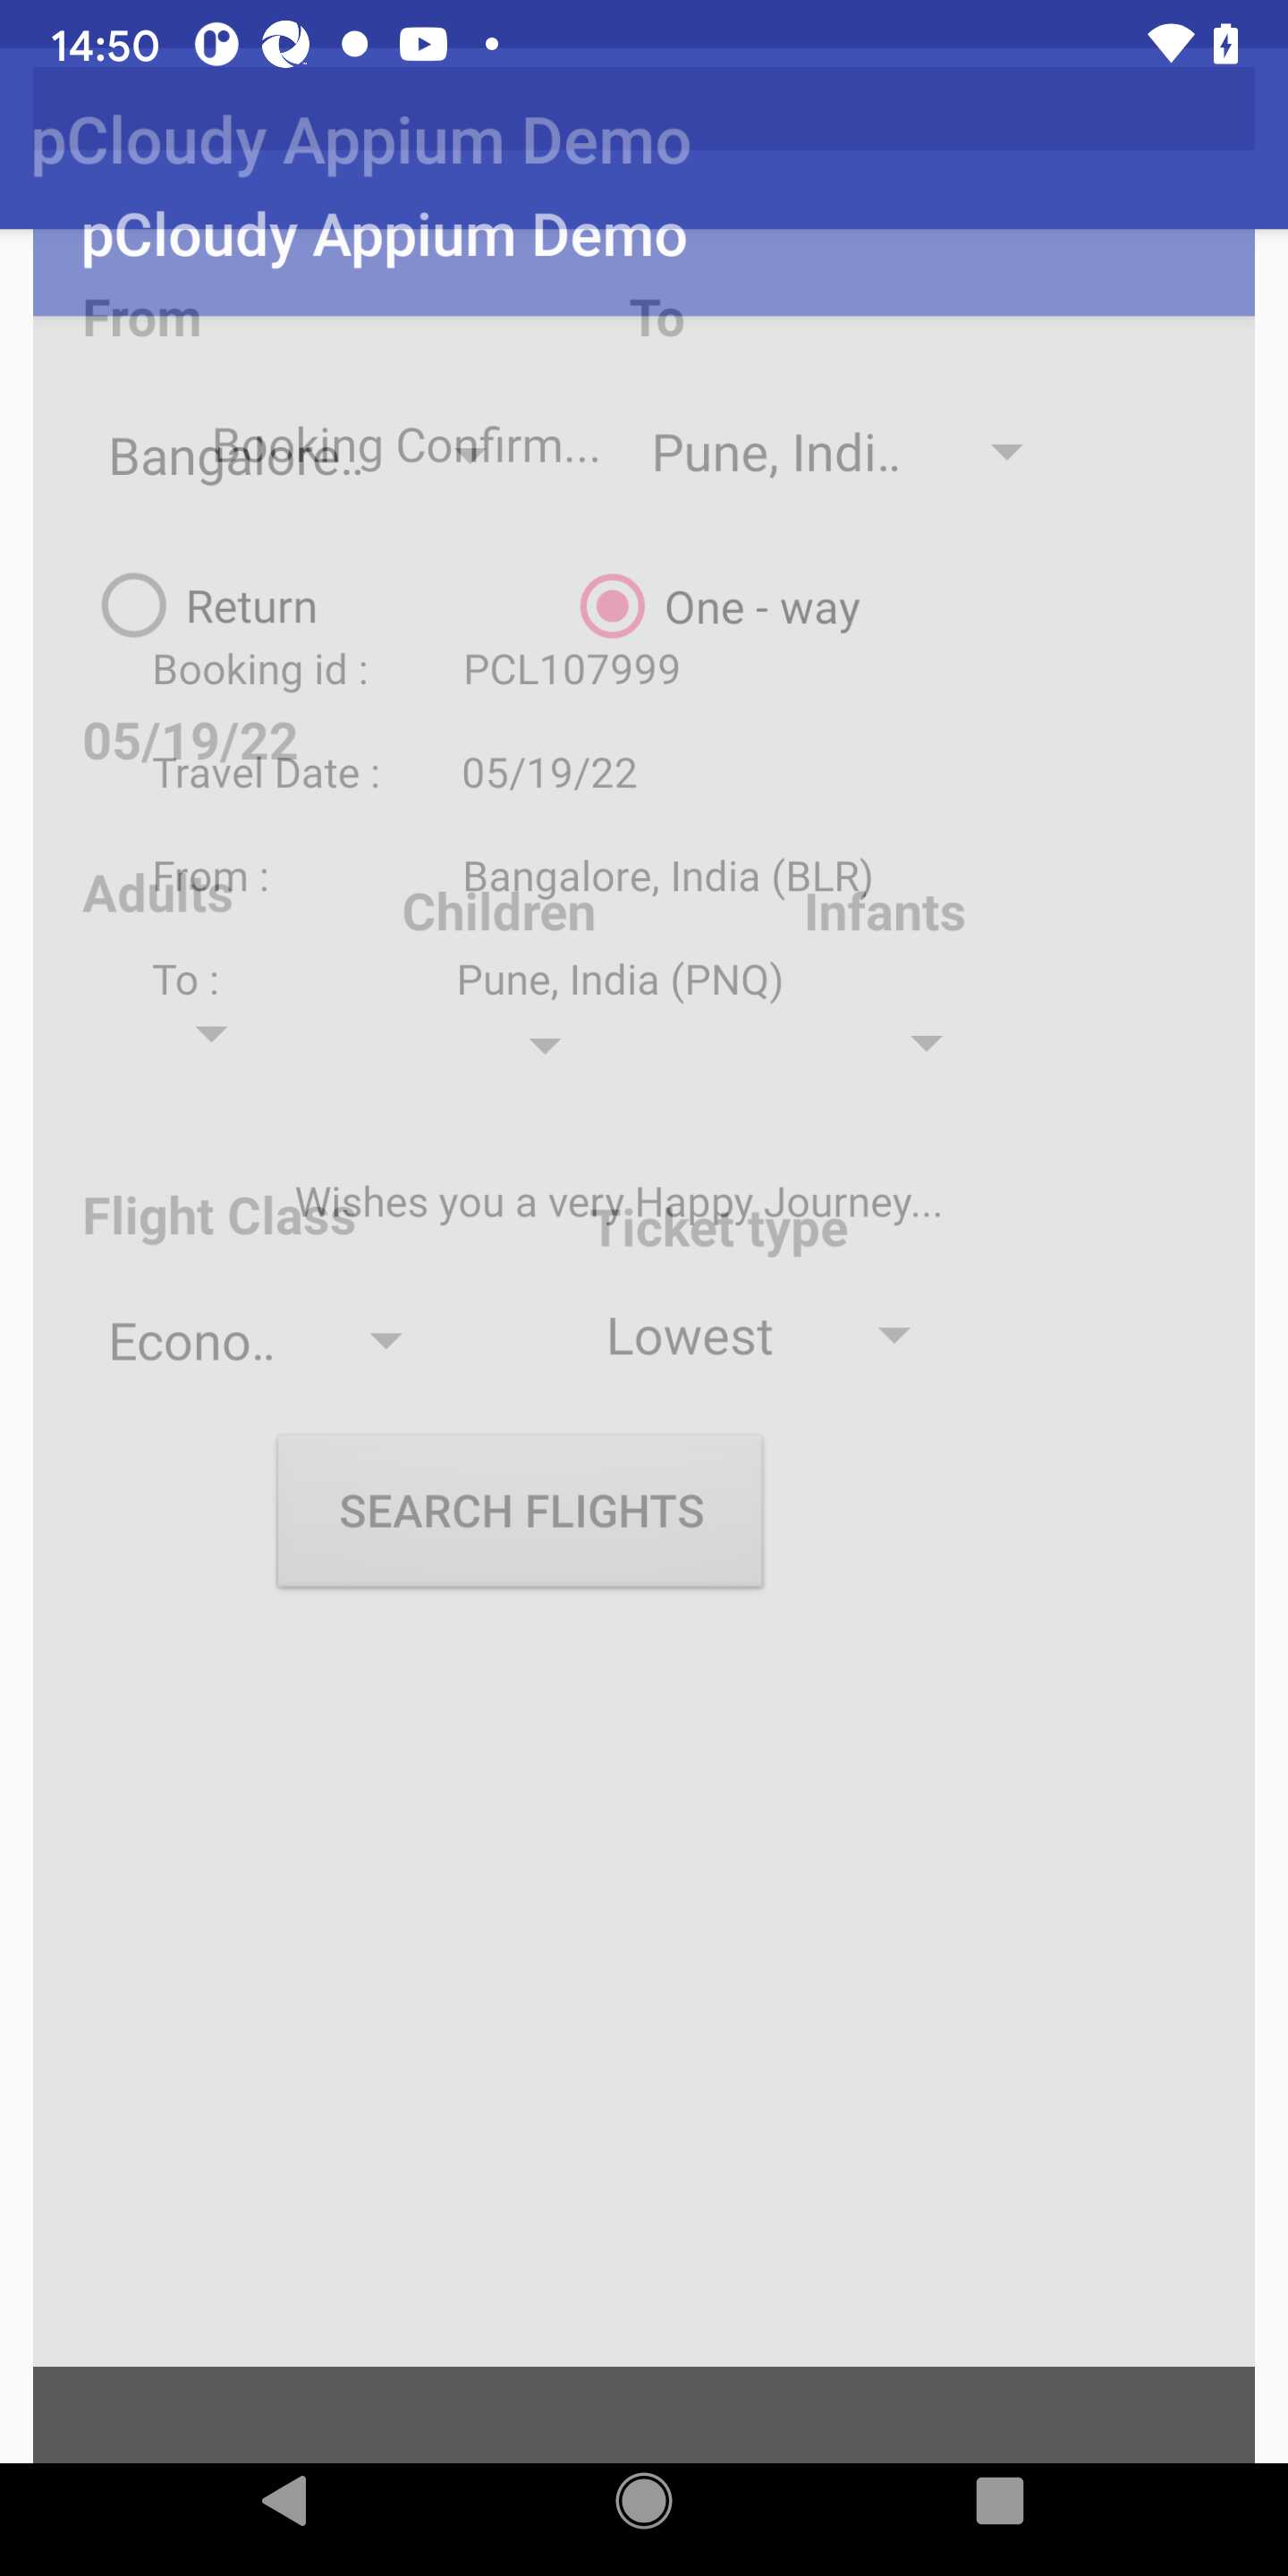 14:50
pCloudy Appium Demo
pCloudy Appium Demo
From To
Booking Confirm...
Bangalore.. Pune, Indi..
Return One - way
Booking id : PCL107999
05/19/22
Travel Date : 05/19/22
From : Bangalore, India (BLR)
Adults Children Infants
To : Pune, India (PNQ)
Wishes you a very Happy Journey...
Flight Class Ticket type
Econo.. Lowest
SEARCH FLIGHTS